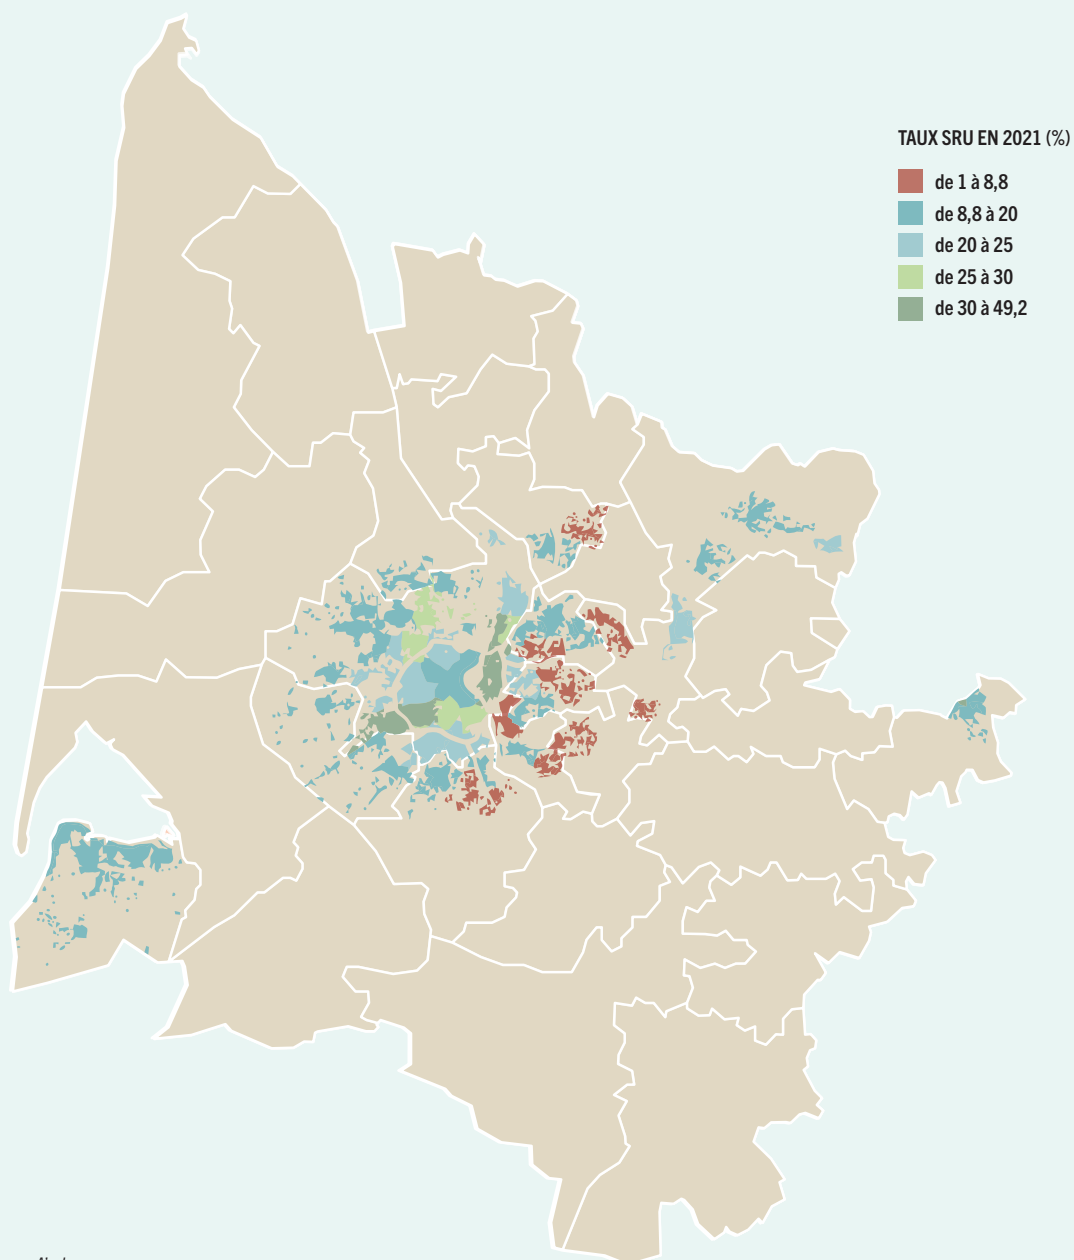 TAUX SRU EN 2021 (%)
de 1 à 8,8
de 8,8 à 20
de 20 à 25
de 25 à 30
de 30 à 49,2